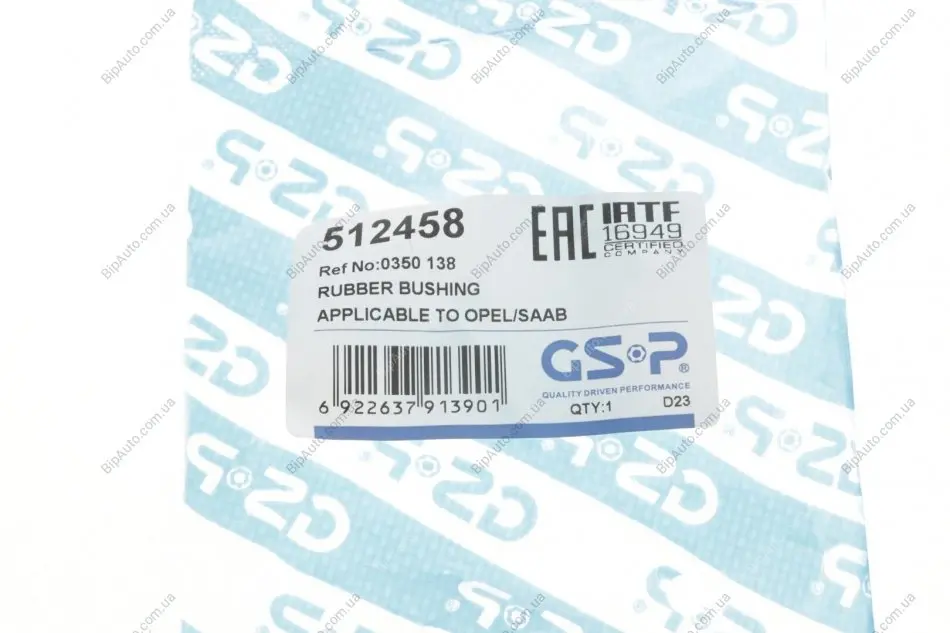 512458
EAC
IATF
16949
CERTIFIED
COMPANY
Ref No:0350 138
RUBBER BUSHING
APPLICABLE TO OPEL/SAAB
GSP®
QUALITY DRIVEN PERFORMANCE
6 922637 913901
QTY:1 D23
BipAuto.com.ua